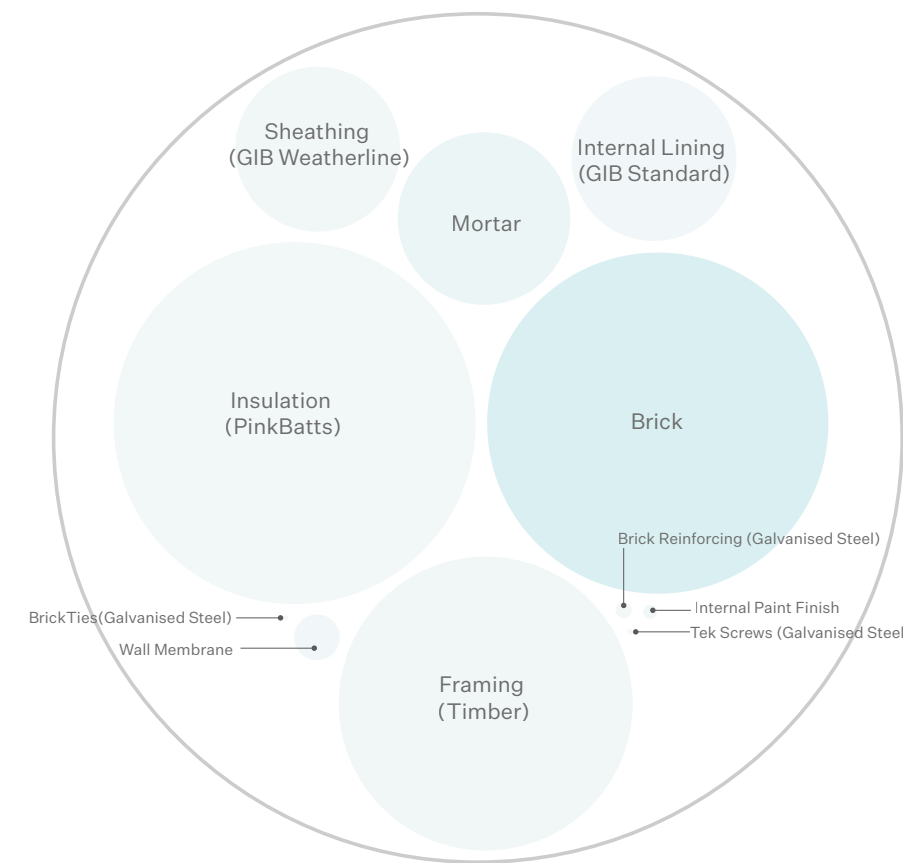 Sheathing
(GIB Weatherline)
Internal Lining
(GIB Standard)
Mortar
Insulation
(PinkBatts)
Brick
Brick Reinforcing (Galvanised Steel)
BrickTies(Galvanised Steel)
Internal Paint Finish
Tek Screws (Galvanised Steel
Wall Membrane
Framing
(Timber)